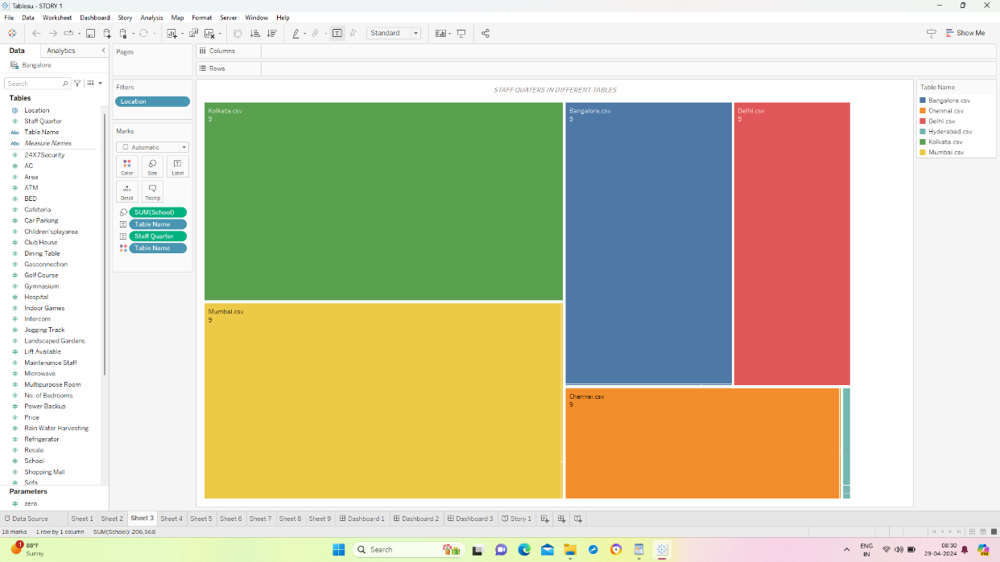 Tableau - STORY 1
File Data Worksheet Dashboard Story Analysis Map Format Server Window Help
Standard
Show Me
Data Analytics
Bangalore
Search
Tables
Location
Staff Quarter
Abc Table Name
Abc Measure Names
24X7Security
AC
Area
ATM
BED
Cafeteria
Car Parking
Children'splayarea
Club House
Dining Table
Gasconnection
Golf Course
Gymnasium
Hospital
Indoor Games
Intercom
Jogging Track
Landscaped Gardens
Lift Available
Maintenance Staff
Microwave
Multipurpose Room
No. of Bedrooms
Power Backup
Price
Rain Water Harvesting
Refrigerator
Resale
School
Shopping Mall
Sofa
Parameters
zero
Pages
Filters
Location
Marks
Automatic
Color Size Label
Detail Tooltip
SUM(School)
Table Name
Staff Quarter
Table Name
Columns
Rows
STAFF QUATERS IN DIFFERENT TABLES
Kolkata.csv
9
Bangalore.csv
9
Delhi.csv
9
Mumbai.csv
9
Chennai.csv
9
Table Name
Bangalore.csv
Chennai.csv
Delhi.csv
Hyderabad.csv
Kolkata.csv
Mumbai.csv
Data Source Sheet 1 Sheet 2 Sheet 3 Sheet 4 Sheet 5 Sheet 6 Sheet 7 Sheet 8 Sheet 9 Dashboard 1 Dashboard 2 Dashboard 3 Story 1
18 marks 1 row by 1 column SUM(School): 206,568
1
88°F
Sunny
Search
ENG
IN
08:30
29-04-2024